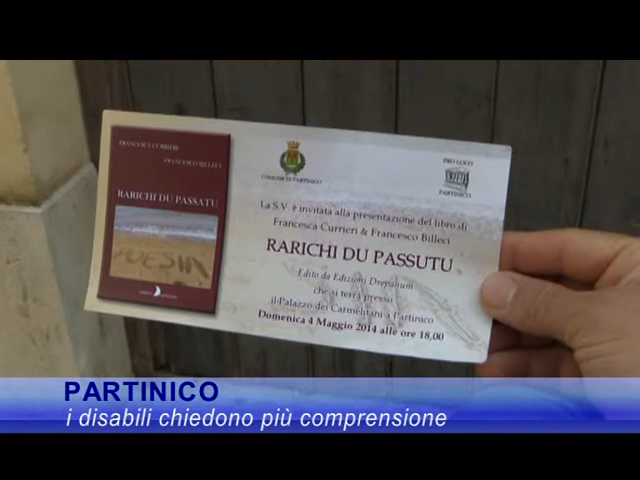 FRANCESCA CURRIERI
FRANCESCO BILLECI
RARICHI DU PASSATU
POESIA
COMUNE DI PARTINICO
PRO LOCO
PARTINICO
La S.V. è invitata alla presentazione del libro di
Francesca Currieri & Francesco Billeci
RARICHI DU PASSUTU
Edito da Edizioni Drepanum
che si terrà presso
il Palazzo dei Carmelitani a Partinico
Domenica 4 Maggio 2014 alle ore 18,00
PARTINICO
i disabili chiedono più comprensione